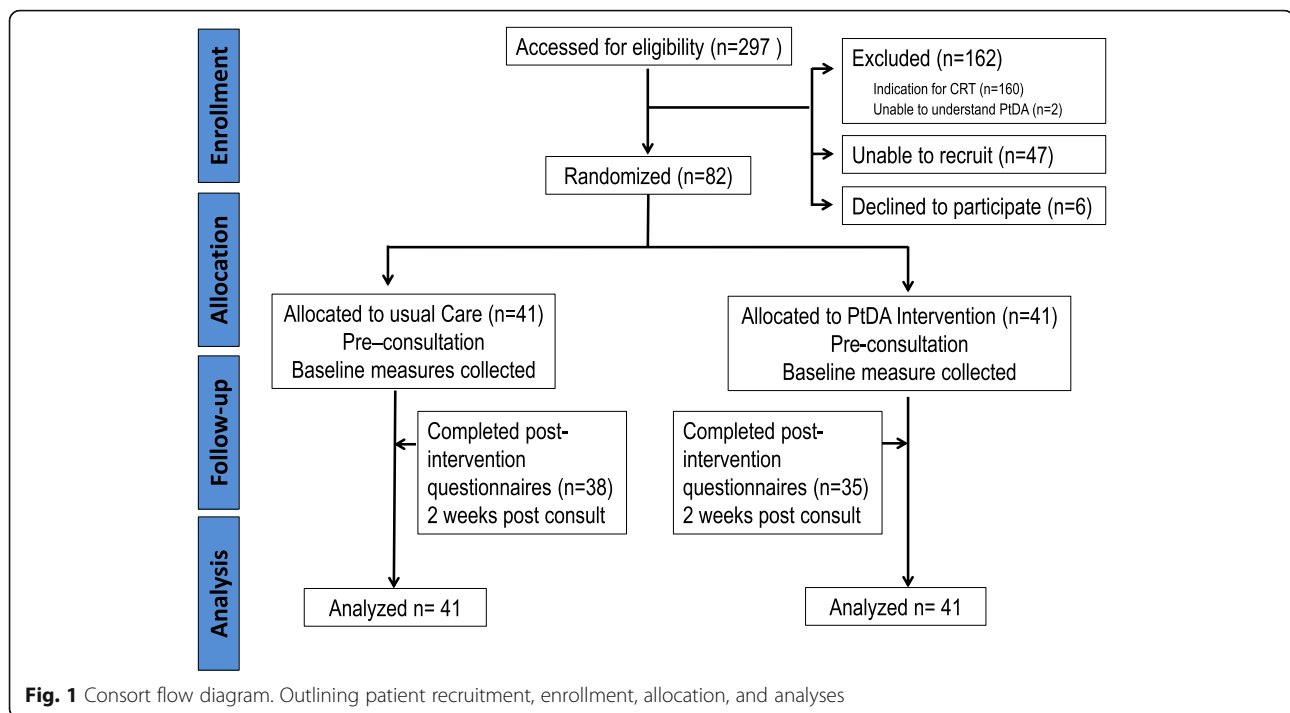 Enrollment
Accessed for eligibility (n=297 )
Excluded (n=162)
Indication for CRT (n=160)
Unable to understand PtDA (n=2)
Unable to recruit (n=47)
Declined to participate (n=6)
Randomized (n=82)
Allocation
Allocated to usual Care (n=41)
Pre–consultation
Baseline measures collected
Allocated to PtDA Intervention (n=41)
Pre-consultation
Baseline measure collected
Follow-up
Completed post-
intervention
questionnaires (n=38)
2 weeks post consult
Completed post-
intervention
questionnaires (n=35)
2 weeks post consult
Analysis
Analyzed n= 41
Analyzed n= 41
Fig. 1 Consort flow diagram. Outlining patient recruitment, enrollment, allocation, and analyses